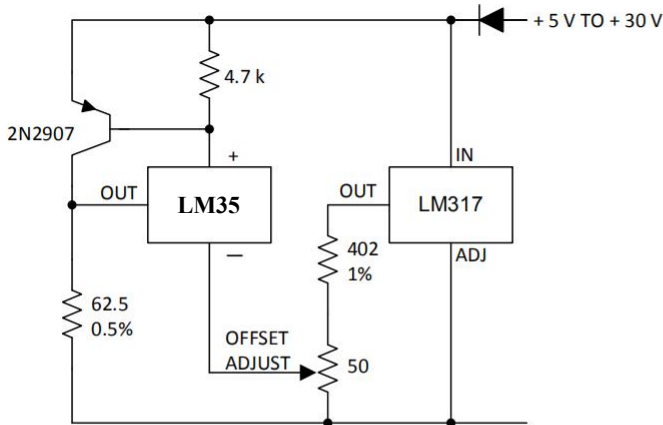 + 5 V TO + 30 V
4.7 k
2N2907
+
IN
OUT
LM35
OUT
LM317
—
ADJ
402
1%
62.5
0.5%
OFFSET
ADJUST
50